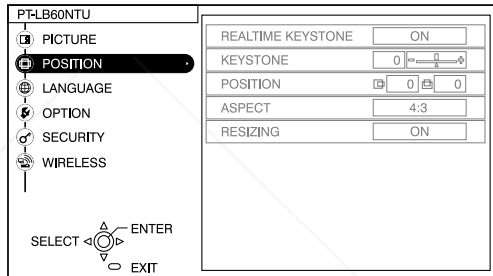 PT-LB60NTU
PICTURE
POSITION
LANGUAGE
OPTION
SECURITY
WIRELESS
SELECT
ENTER
EXIT
REALTIME KEYSTONE ON
KEYSTONE 0
POSITION 0 0
ASPECT 4:3
RESIZING ON